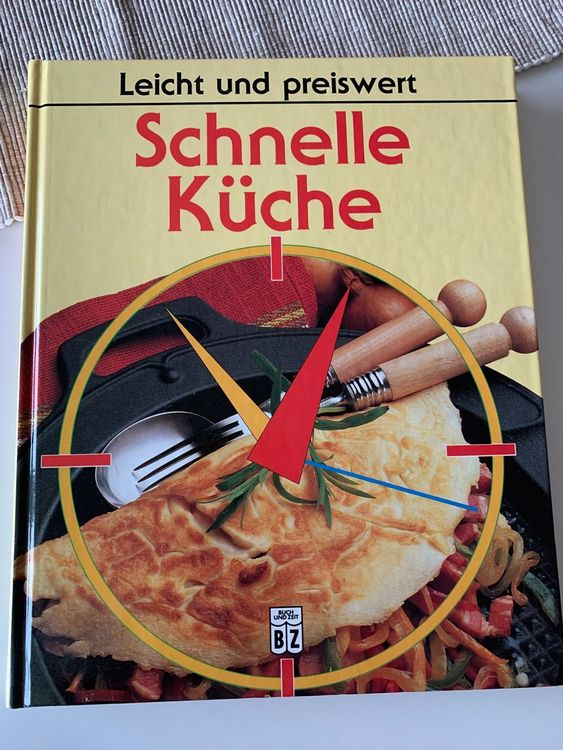 Leicht und preiswert
Schnelle
Küche
BUCH
UND ZEIT
BZ